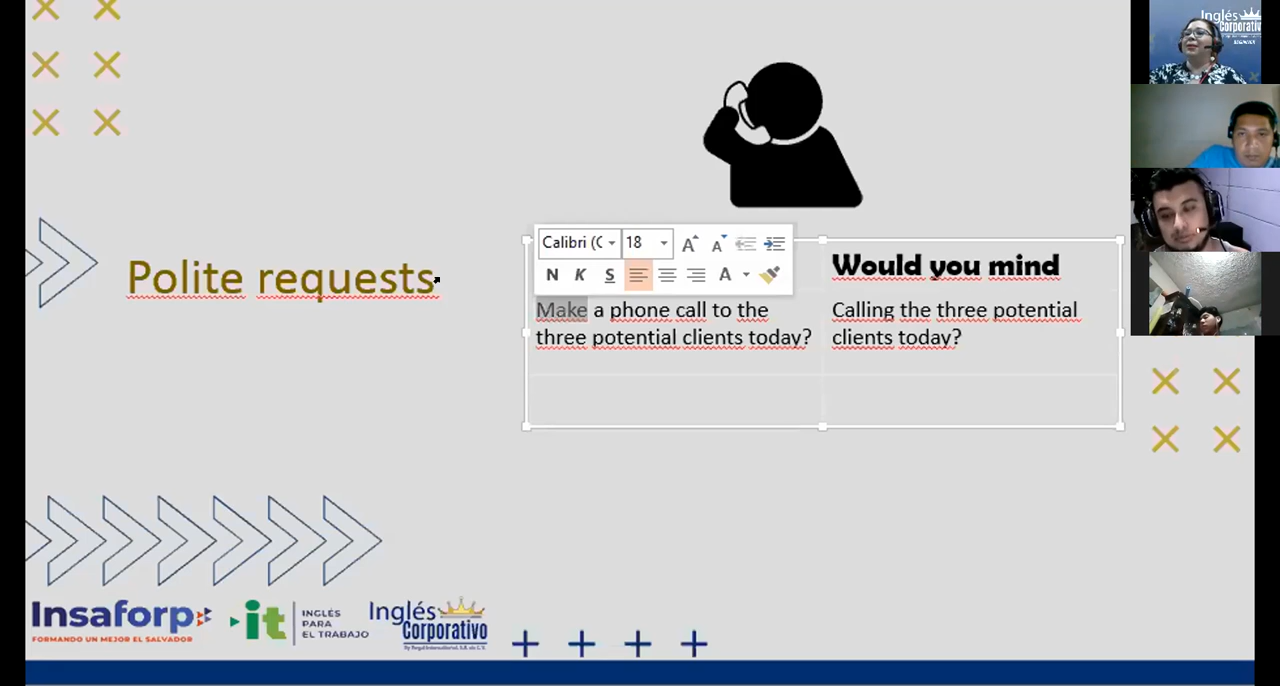 Inglés
Corporativo
Polite requests
Calibri (C
18
A A
N K S
A
Would you mind
Make a phone call to the
three potential clients today?
Calling the three potential
clients today?
Insaforp
FORMANDO UN MEJOR EL SALVADOR
it
INGLÉS
PARA
EL TRABAJO
Inglés
Corporativo